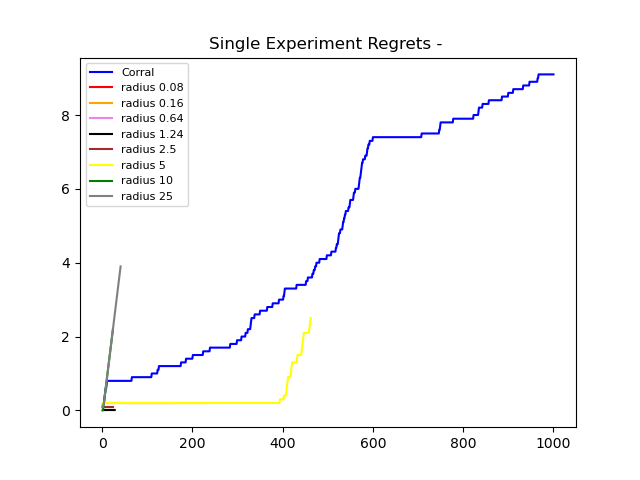 Single Experiment Regrets -
Corral
radius 0.08
radius 0.16
radius 0.64
radius 1.24
radius 2.5
radius 5
radius 10
radius 25
8
6
4
2
0
0 200 400 600 800 1000